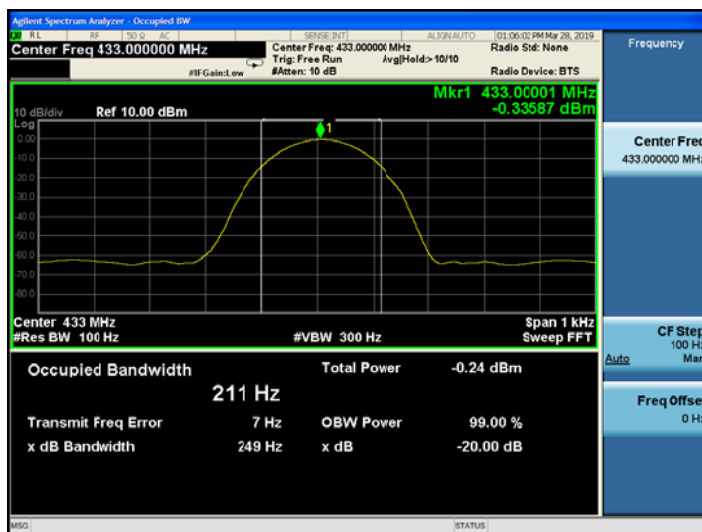 Agilent Spectrum Analyzer - Occupied BW
RL RF 50 Ω AC SENSE:INT ALIGN AUTO 01:06:02 PM Mar 28, 2019
Center Freq 433.000000 MHz
Center Freq: 433.000000 MHz
Radio Std: None
Trig: Free Run Avg|Hold:> 10/10
#IFGain:Low #Atten: 10 dB Radio Device: BTS
Mkr1 433.00001 MHz
-0.33587 dBm
10 dB/div Ref 10.00 dBm
Log
1
0.00
-10.0
-20.0
-30.0
-40.0
-50.0
-60.0
-70.0
-80.0
Center 433 MHz Span 1 kHz
#Res BW 100 Hz #VBW 300 Hz Sweep FFT
Occupied Bandwidth Total Power -0.24 dBm
211 Hz
Transmit Freq Error 7 Hz OBW Power 99.00 %
x dB Bandwidth 249 Hz x dB -20.00 dB
Frequency
Center Freq
433.000000 MHz
CF Step
100 Hz
Auto Man
Freq Offset
0 Hz
MSG STATUS